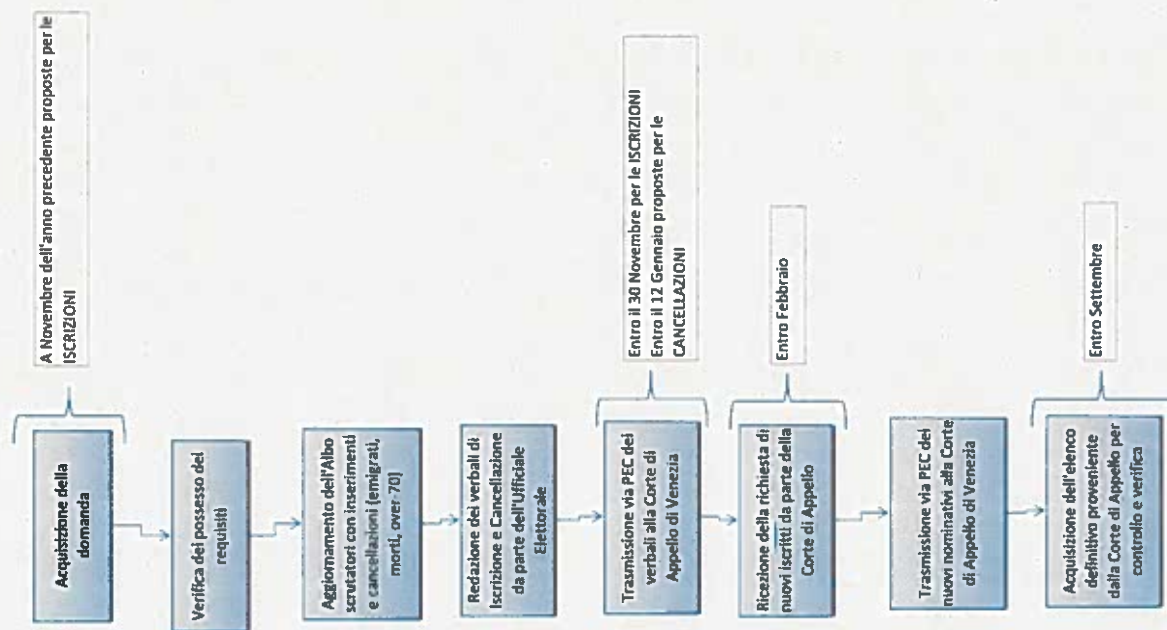 Acquisizione della
domanda
A Novembre dell'anno precedente proposte per le
ISCRIZIONI
Verifica dei possesso dei
requisiti
Aggiornamento dell'Albo
scrutatori con inserimenti
e cancellazioni (emigrati,
morti, over-70)
Redazione dei verbali di
Iscrizione e Cancellazione
da parte dell'Ufficiale
Elettorale
Trasmissione via PEC dei
verbali alla Corte di
Appello di Venezia
Entro il 30 Novembre per le ISCRIZIONI
Entro il 12 Gennaio proposte per le
CANCELLAZIONI
Ricezione della richiesta di
nuovi iscritti da parte della
Corte di Appello
Entro Febbraio
Trasmissione via PEC dei
nuovi nominativi alla Corte
di Appello di Venezia
Acquisizione dell'elenco
definitivo proveniente
dalla Corte di Appello per
controllo e verifica
Entro Settembre